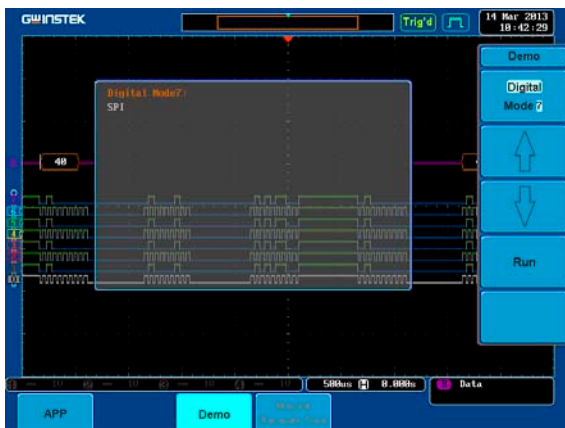 GWINSTEK
Trig'd
14 Mar 2013
10:42:29
Demo
Digital
Mode 7
Digital Mode7:
SPI
40
Run
500us H 0.000s
B Data
APP
Demo